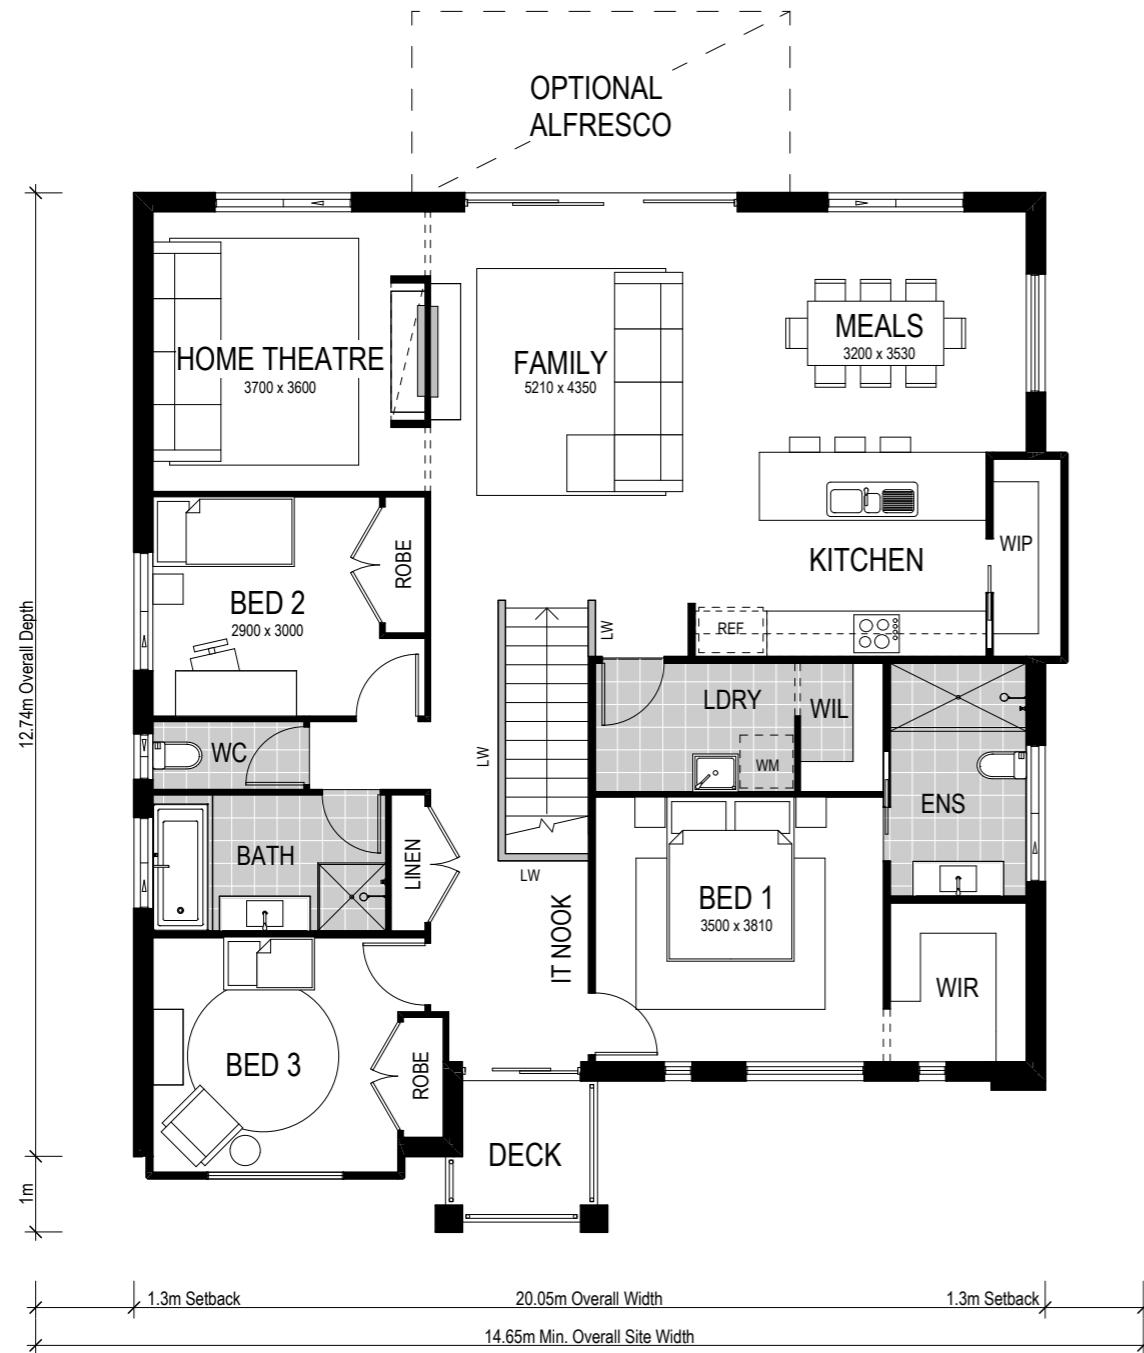 OPTIONAL
ALFRESCO
HOME THEATRE
3700 x 3600
FAMILY
5210 x 4350
MEALS
3200 x 3530
KITCHEN
WIP
REF
BED 2
2900 x 3000
ROBE
LW
LW
LW
WC
LDRY
WIL
WM
ENS
BATH
LINEN
IT NOOK
BED 1
3500 x 3810
WIR
BED 3
ROBE
DECK
12.74m Overall Depth
1m
1.3m Setback
20.05m Overall Width
1.3m Setback
14.65m Min. Overall Site Width